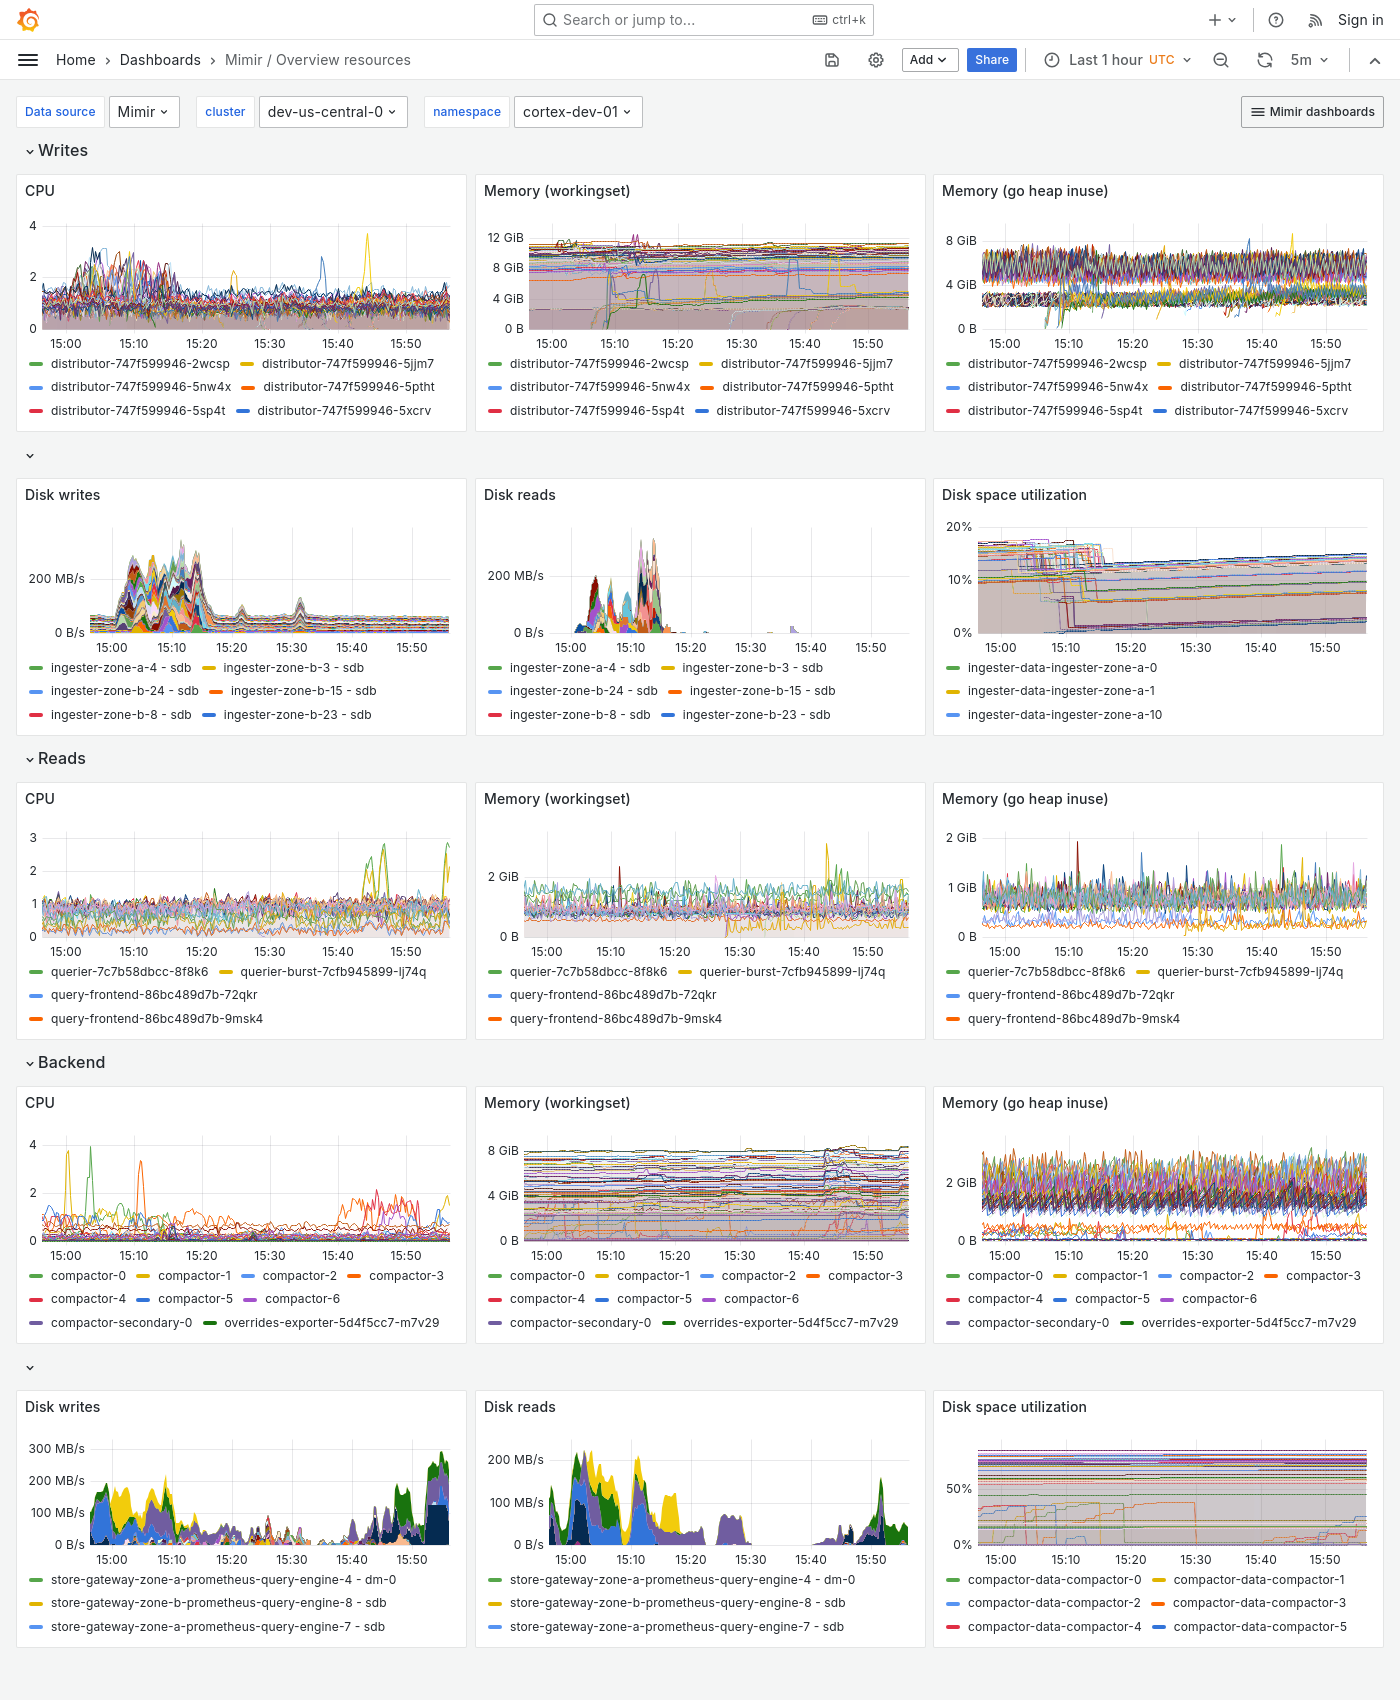 Search or jump to...
ctrl+k
Sign in
Home
Dashboards
Mimir / Overview resources
Add
Share
Last 1 hour UTC
5m
Data source
Mimir
cluster
dev-us-central-0
namespace
cortex-dev-01
Mimir dashboards
Writes
CPU
4
2
0
15:00 15:10 15:20 15:30 15:40 15:50
distributor-747f599946-2wcsp distributor-747f599946-5jjm7
distributor-747f599946-5nw4x distributor-747f599946-5ptht
distributor-747f599946-5sp4t distributor-747f599946-5xcrv
Memory (workingset)
12 GiB
8 GiB
4 GiB
0 B
15:00 15:10 15:20 15:30 15:40 15:50
distributor-747f599946-2wcsp distributor-747f599946-5jjm7
distributor-747f599946-5nw4x distributor-747f599946-5ptht
distributor-747f599946-5sp4t distributor-747f599946-5xcrv
Memory (go heap inuse)
8 GiB
4 GiB
0 B
15:00 15:10 15:20 15:30 15:40 15:50
distributor-747f599946-2wcsp distributor-747f599946-5jjm7
distributor-747f599946-5nw4x distributor-747f599946-5ptht
distributor-747f599946-5sp4t distributor-747f599946-5xcrv
Disk writes
200 MB/s
0 B/s
15:00 15:10 15:20 15:30 15:40 15:50
ingester-zone-a-4 - sdb ingester-zone-b-3 - sdb
ingester-zone-b-24 - sdb ingester-zone-b-15 - sdb
ingester-zone-b-8 - sdb ingester-zone-b-23 - sdb
Disk reads
200 MB/s
0 B/s
15:00 15:10 15:20 15:30 15:40 15:50
ingester-zone-a-4 - sdb ingester-zone-b-3 - sdb
ingester-zone-b-24 - sdb ingester-zone-b-15 - sdb
ingester-zone-b-8 - sdb ingester-zone-b-23 - sdb
Disk space utilization
20%
10%
0%
15:00 15:10 15:20 15:30 15:40 15:50
ingester-data-ingester-zone-a-0
ingester-data-ingester-zone-a-1
ingester-data-ingester-zone-a-10
Reads
CPU
3
2
1
0
15:00 15:10 15:20 15:30 15:40 15:50
querier-7c7b58dbcc-8f8k6 querier-burst-7cfb945899-lj74q
query-frontend-86bc489d7b-72qkr
query-frontend-86bc489d7b-9msk4
Memory (workingset)
2 GiB
0 B
15:00 15:10 15:20 15:30 15:40 15:50
querier-7c7b58dbcc-8f8k6 querier-burst-7cfb945899-lj74q
query-frontend-86bc489d7b-72qkr
query-frontend-86bc489d7b-9msk4
Memory (go heap inuse)
2 GiB
1 GiB
0 B
15:00 15:10 15:20 15:30 15:40 15:50
querier-7c7b58dbcc-8f8k6 querier-burst-7cfb945899-lj74q
query-frontend-86bc489d7b-72qkr
query-frontend-86bc489d7b-9msk4
Backend
CPU
4
2
0
15:00 15:10 15:20 15:30 15:40 15:50
compactor-0 compactor-1 compactor-2 compactor-3
compactor-4 compactor-5 compactor-6
compactor-secondary-0 overrides-exporter-5d4f5cc7-m7v29
Memory (workingset)
8 GiB
4 GiB
0 B
15:00 15:10 15:20 15:30 15:40 15:50
compactor-0 compactor-1 compactor-2 compactor-3
compactor-4 compactor-5 compactor-6
compactor-secondary-0 overrides-exporter-5d4f5cc7-m7v29
Memory (go heap inuse)
2 GiB
0 B
15:00 15:10 15:20 15:30 15:40 15:50
compactor-0 compactor-1 compactor-2 compactor-3
compactor-4 compactor-5 compactor-6
compactor-secondary-0 overrides-exporter-5d4f5cc7-m7v29
Disk writes
300 MB/s
200 MB/s
100 MB/s
0 B/s
15:00 15:10 15:20 15:30 15:40 15:50
store-gateway-zone-a-prometheus-query-engine-4 - dm-0
store-gateway-zone-b-prometheus-query-engine-8 - sdb
store-gateway-zone-a-prometheus-query-engine-7 - sdb
Disk reads
200 MB/s
100 MB/s
0 B/s
15:00 15:10 15:20 15:30 15:40 15:50
store-gateway-zone-a-prometheus-query-engine-4 - dm-0
store-gateway-zone-b-prometheus-query-engine-8 - sdb
store-gateway-zone-a-prometheus-query-engine-7 - sdb
Disk space utilization
50%
0%
15:00 15:10 15:20 15:30 15:40 15:50
compactor-data-compactor-0 compactor-data-compactor-1
compactor-data-compactor-2 compactor-data-compactor-3
compactor-data-compactor-4 compactor-data-compactor-5